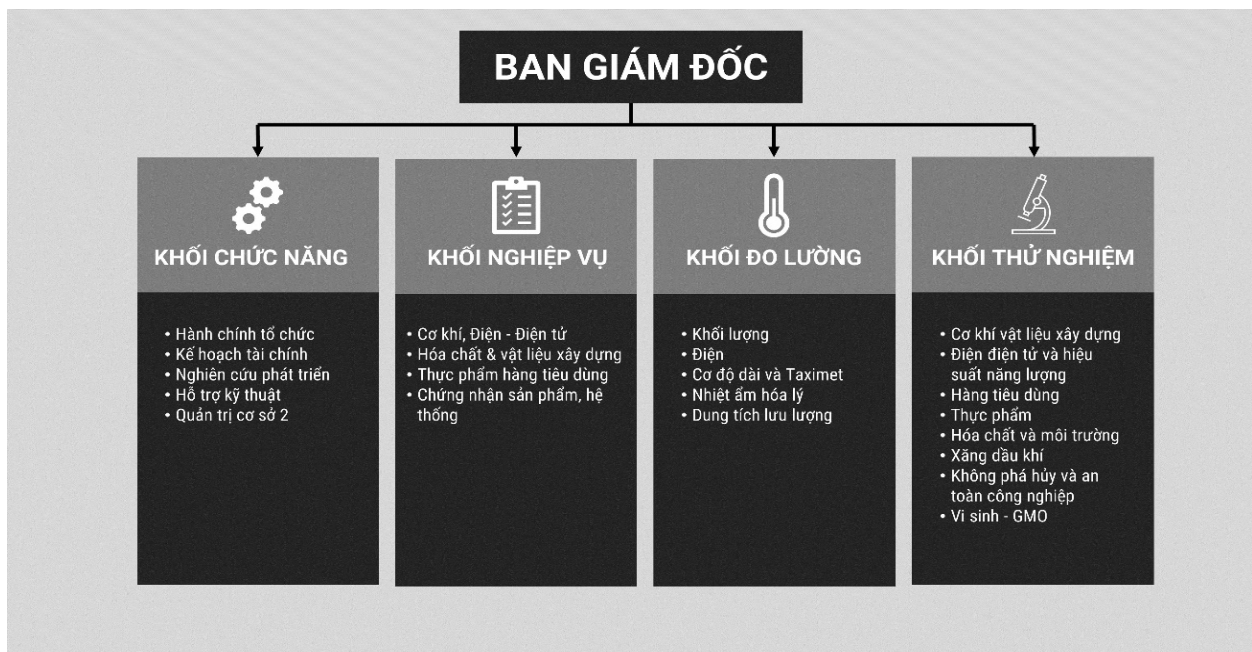 BAN GIÁM ĐỐC
KHỐI CHỨC NĂNG
• Hành chính tổ chức
• Kế hoạch tài chính
• Nghiên cứu phát triển
• Hỗ trợ kỹ thuật
• Quản trị cơ sở 2
KHỐI NGHIỆP VỤ
• Cơ khí, Điện - Điện tử
• Hóa chất & vật liệu xây dựng
• Thực phẩm hàng tiêu dùng
• Chứng nhận sản phẩm, hệ
thống
KHỐI ĐO LƯỜNG
• Khối lượng
• Điện
• Cơ độ dài và Taximet
• Nhiệt ẩm hóa lý
• Dung tích lưu lượng
KHỐI THỬ NGHIỆM
• Cơ khí vật liệu xây dựng
• Điện điện tử và hiệu
suất năng lượng
• Hàng tiêu dùng
• Thực phẩm
• Hóa chất và môi trường
• Xăng dầu khí
• Không phá hủy và an
toàn công nghiệp
• Vi sinh - GMO